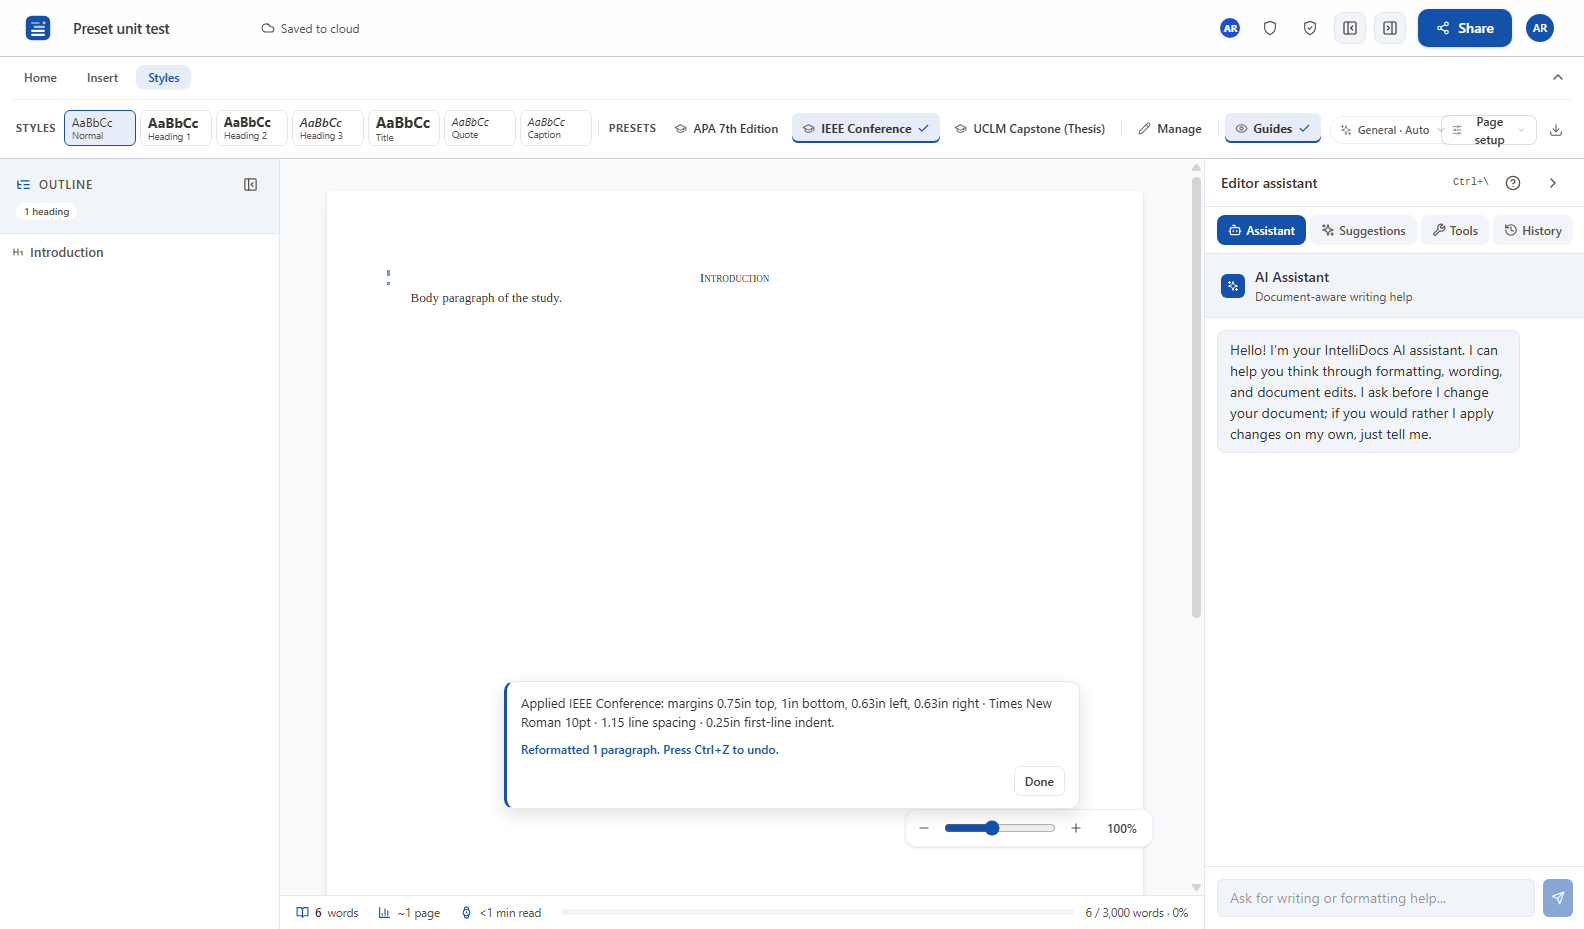 Preset unit test
Saved to cloud
AR
Share
AR
Home
Insert
Styles
STYLES
AaBbCc
Normal
AaBbCc
Heading 1
AaBbCc
Heading 2
AaBbCc
Heading 3
AaBbCc
Title
AaBbCc
Quote
AaBbCc
Caption
PRESETS
APA 7th Edition
IEEE Conference
UCLM Capstone (Thesis)
Manage
Guides
General · Auto
Page
setup
OUTLINE
1 heading
H1 Introduction
Introduction
Body paragraph of the study.
Applied IEEE Conference: margins 0.75in top, 1in bottom, 0.63in left, 0.63in right · Times New
Roman 10pt · 1.15 line spacing · 0.25in first-line indent.
Reformatted 1 paragraph. Press Ctrl+Z to undo.
Done
100%
6 words
~1 page
<1 min read
6 / 3,000 words · 0%
Editor assistant
Ctrl+\
Assistant
Suggestions
Tools
History
AI Assistant
Document-aware writing help
Hello! I'm your IntelliDocs AI assistant. I can
help you think through formatting, wording,
and document edits. I ask before I change
your document; if you would rather I apply
changes on my own, just tell me.
Ask for writing or formatting help...